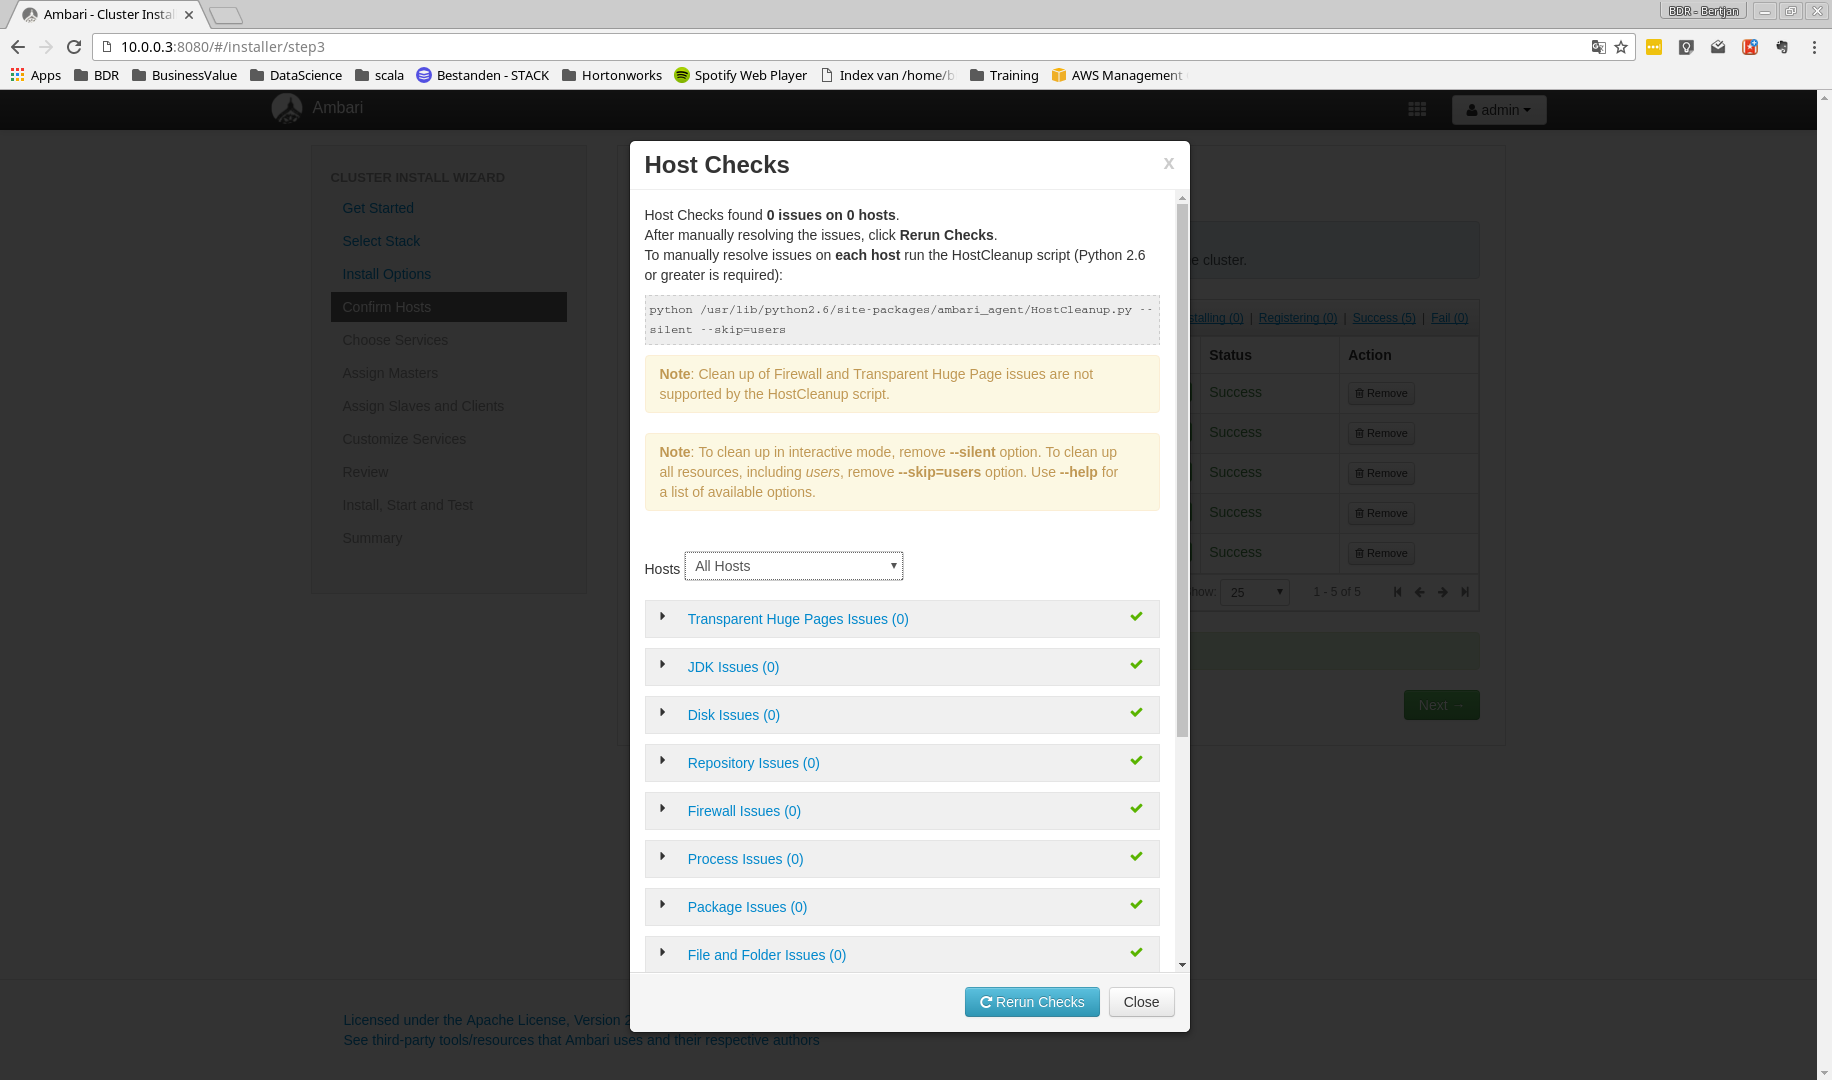 Ambari - Cluster Instal
BDR - Bertjan
10.0.0.3:8080/#/installer/step3
Apps
BDR
BusinessValue
DataScience
scala
Bestanden - STACK
Hortonworks
Spotify Web Player
Index van /home/b
Training
AWS Management
Ambari
admin
CLUSTER INSTALL WIZARD
Get Started
Select Stack
Install Options
Confirm Hosts
Choose Services
Assign Masters
Assign Slaves and Clients
Customize Services
Review
Install, Start and Test
Summary
Host Checks
x
Host Checks found 0 issues on 0 hosts.
After manually resolving the issues, click Rerun Checks.
To manually resolve issues on each host run the HostCleanup script (Python 2.6
or greater is required):
python /usr/lib/python2.6/site-packages/ambari_agent/HostCleanup.py --
silent --skip=users
Note: Clean up of Firewall and Transparent Huge Page issues are not
supported by the HostCleanup script.
Note: To clean up in interactive mode, remove --silent option. To clean up
all resources, including users, remove --skip=users option. Use --help for
a list of available options.
Hosts
All Hosts
Transparent Huge Pages Issues (0)
JDK Issues (0)
Disk Issues (0)
Repository Issues (0)
Firewall Issues (0)
Process Issues (0)
Package Issues (0)
File and Folder Issues (0)
Rerun Checks
Close
e cluster.
stalling (0) | Registering (0) | Success (5) | Fail (0)
Status Action
Success Remove
Success Remove
Success Remove
Success Remove
Success Remove
how: 25 1 - 5 of 5
Next →
Licensed under the Apache License, Version 2
See third-party tools/resources that Ambari uses and their respective authors